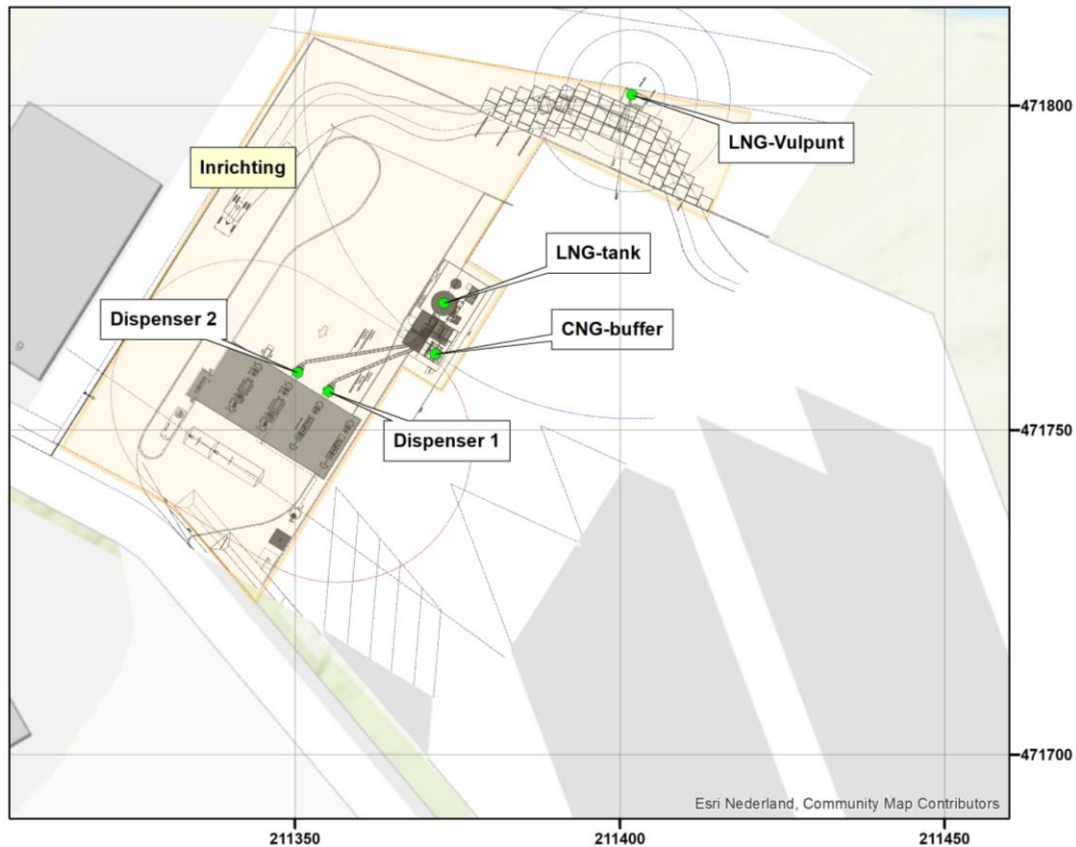 471800
LNG-Vulpunt
Inrichting
LNG-tank
Dispenser 2
CNG-buffer
Dispenser 1
471750
471700
Esri Nederland, Community Map Contributors
211350
211400
211450